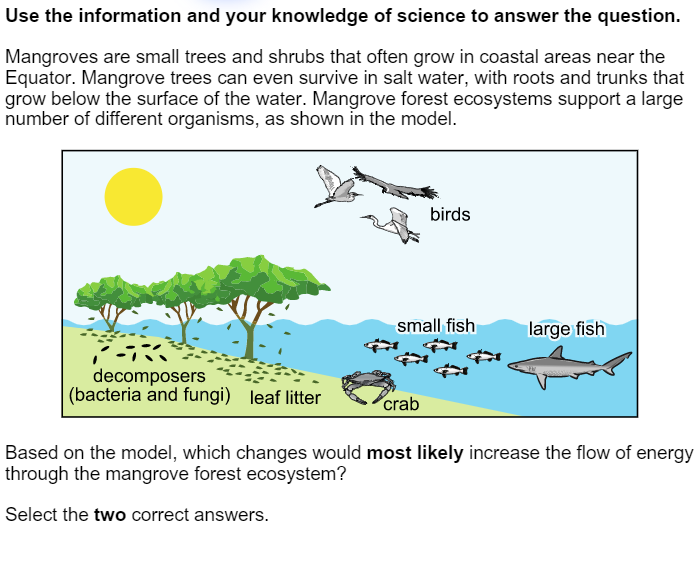 Use the information and your knowledge of science to answer the question.
Mangroves are small trees and shrubs that often grow in coastal areas near the
Equator. Mangrove trees can even survive in salt water, with roots and trunks that
grow below the surface of the water. Mangrove forest ecosystems support a large
number of different organisms, as shown in the model.
birds
small fish
large fish
decomposers
(bacteria and fungi)
leaf litter
crab
Based on the model, which changes would most likely increase the flow of energy
through the mangrove forest ecosystem?
Select the two correct answers.